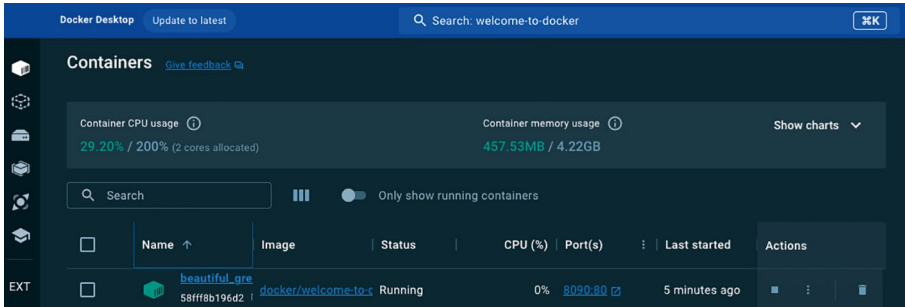 Docker Desktop Update to latest Search: welcome-to-docker ⌘K
Containers Give feedback
Container CPU usage Container memory usage Show charts
29.20% / 200% (2 cores allocated) 457.53MB / 4.22GB
Search Only show running containers
Name ↑ Image Status CPU (%) Port(s) Last started Actions
beautiful_gre docker/welcome-to-c Running 0% 8090:80 5 minutes ago
58fff8b196d2
EXT